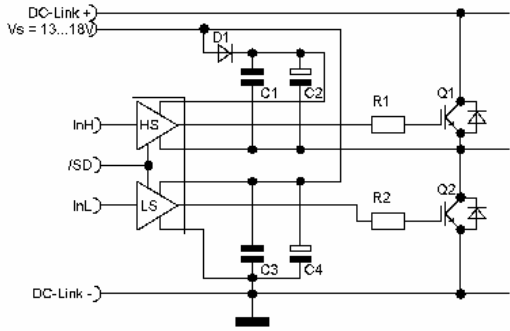 DC-Link +
Vs = 13...18V
D1
C1
C2
R1
Q1
InH
HS
/SD
InL
LS
R2
Q2
C3
C4
DC-Link -